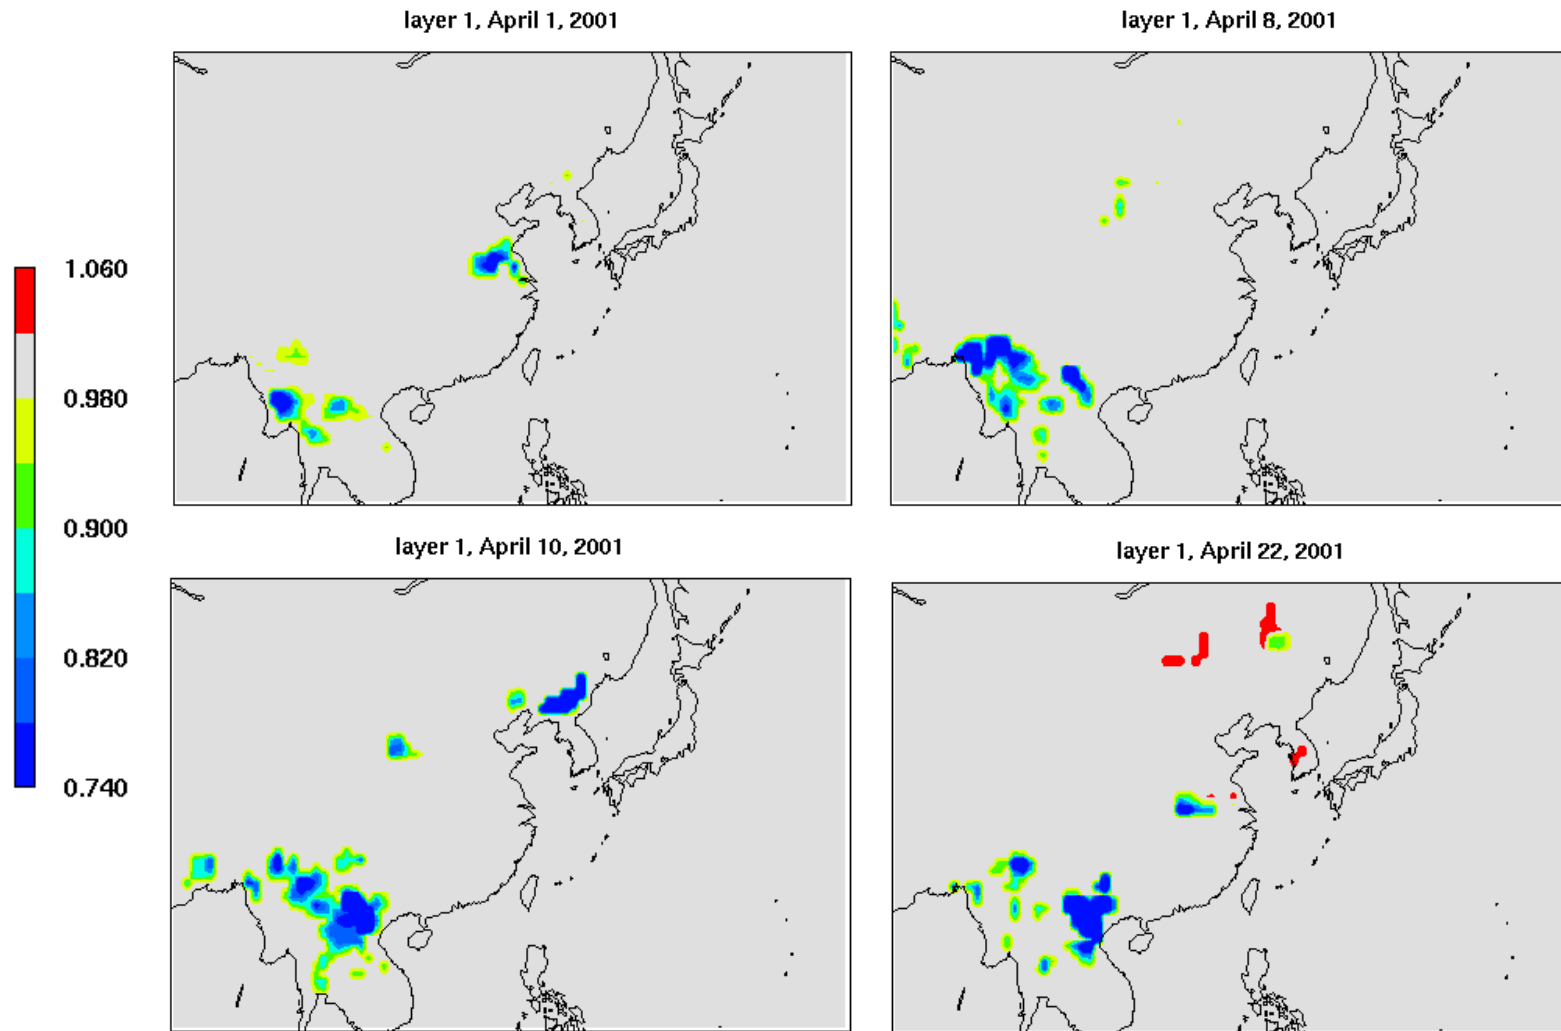 layer 1, April 1, 2001
layer 1, April 8, 2001
1.060
0.980
0.900
0.820
0.740
layer 1, April 10, 2001
layer 1, April 22, 2001